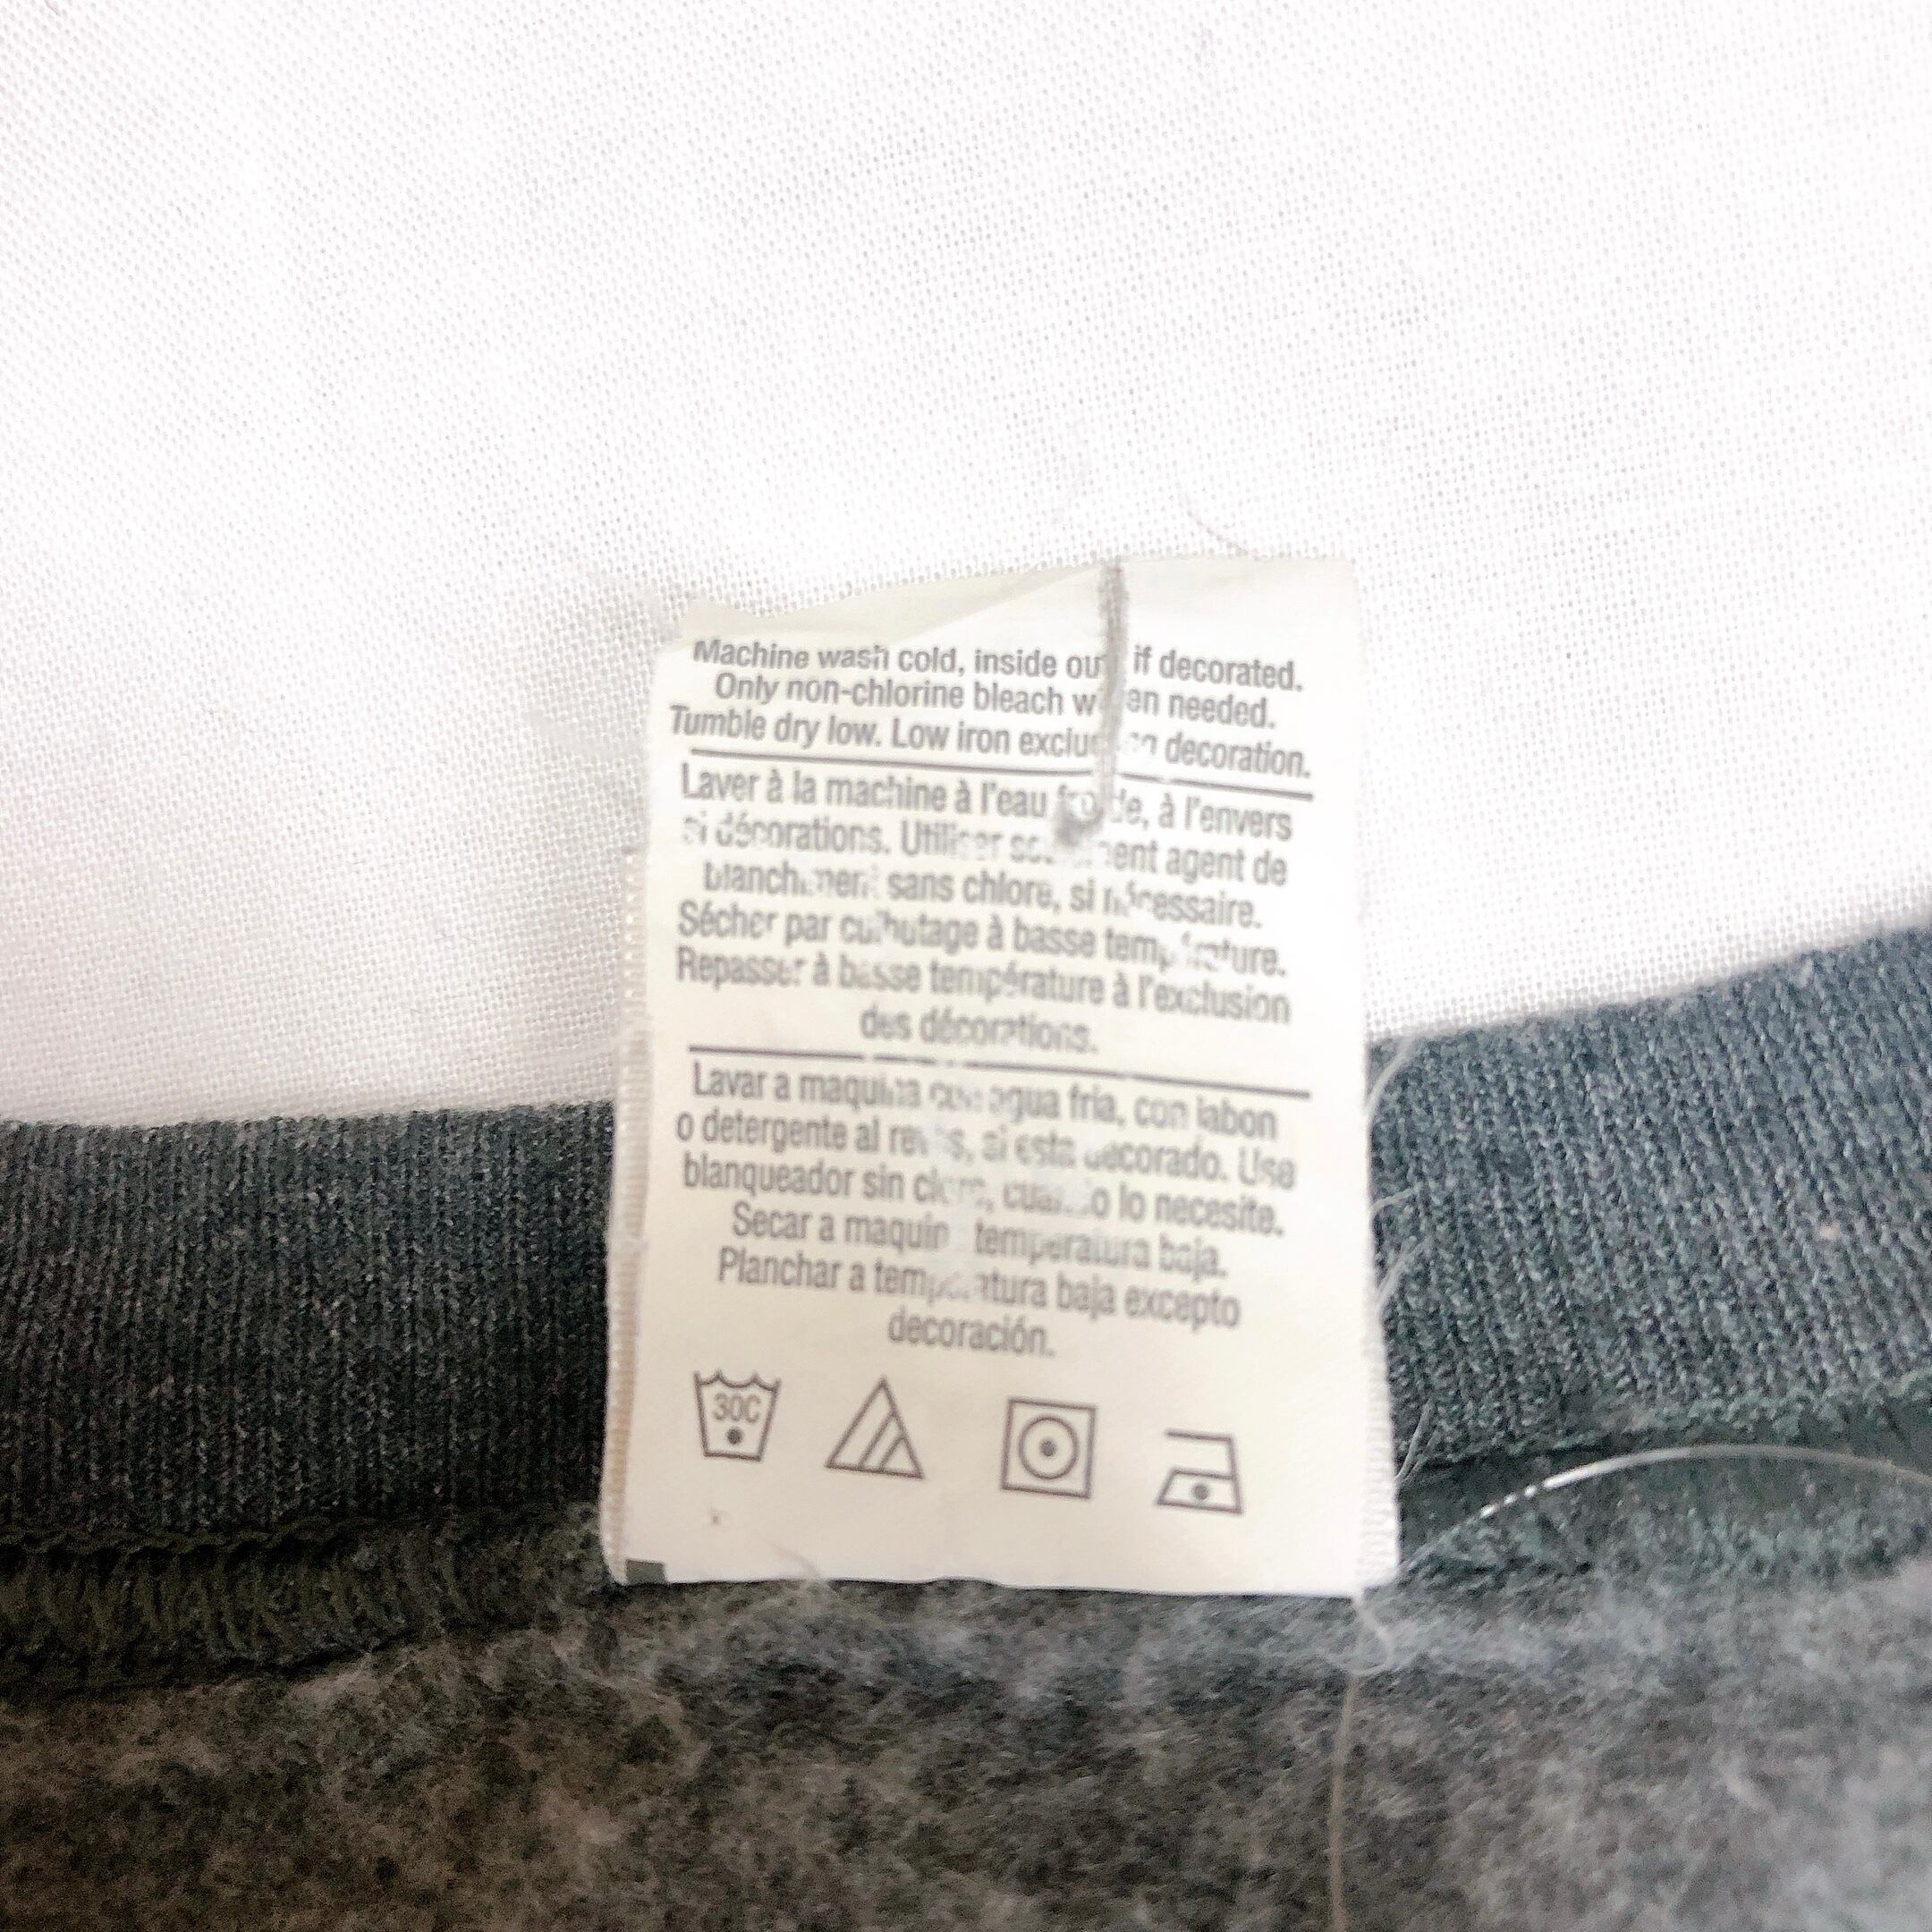 Machine wash cold, inside out if decorated.
Only non-chlorine bleach when needed.
Tumble dry low. Low iron excluding decoration.
Laver à la machine à l'eau froide, à l'envers
si décorations. Utiliser seulement agent de
blanchiment sans chlore, si nécessaire.
Sécher par culbutage à basse température.
Repasser à basse température à l'exclusion
des décorations.
Lavar a maquina con agua fria, con jabon
o detergente al reves, si esta decorado. Use
blanqueador sin cloro, cuando lo necesite.
Secar a maquina temperatura baja.
Planchar a temperatura baja excepto
decoración.
30C